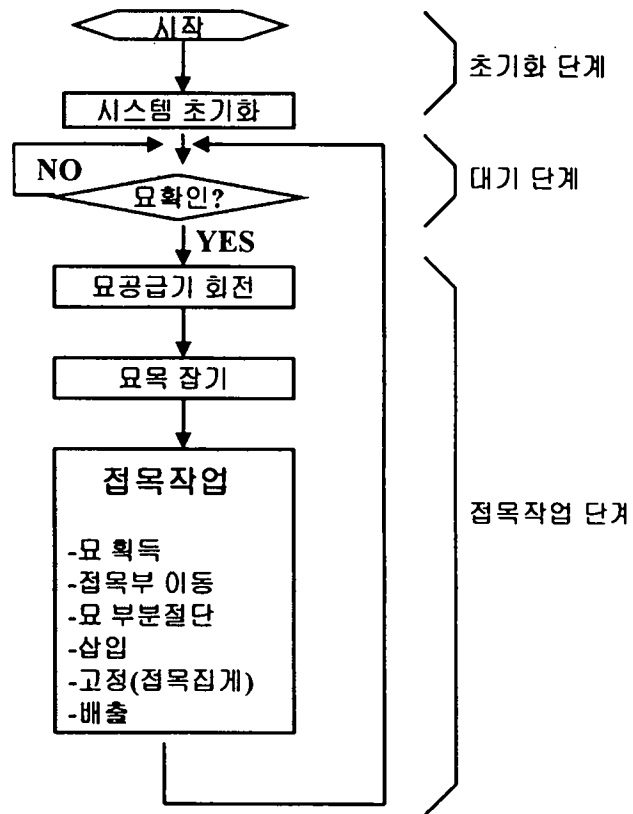 시작
초기화 단계
시스템 초기화
NO
묘확인?
대기 단계
YES
묘공급기 회전
묘목 잡기
접목작업
-묘 획득
-접목부 이동
-묘 부분절단
-삽입
-고정(접목집게)
-배출
접목작업 단계